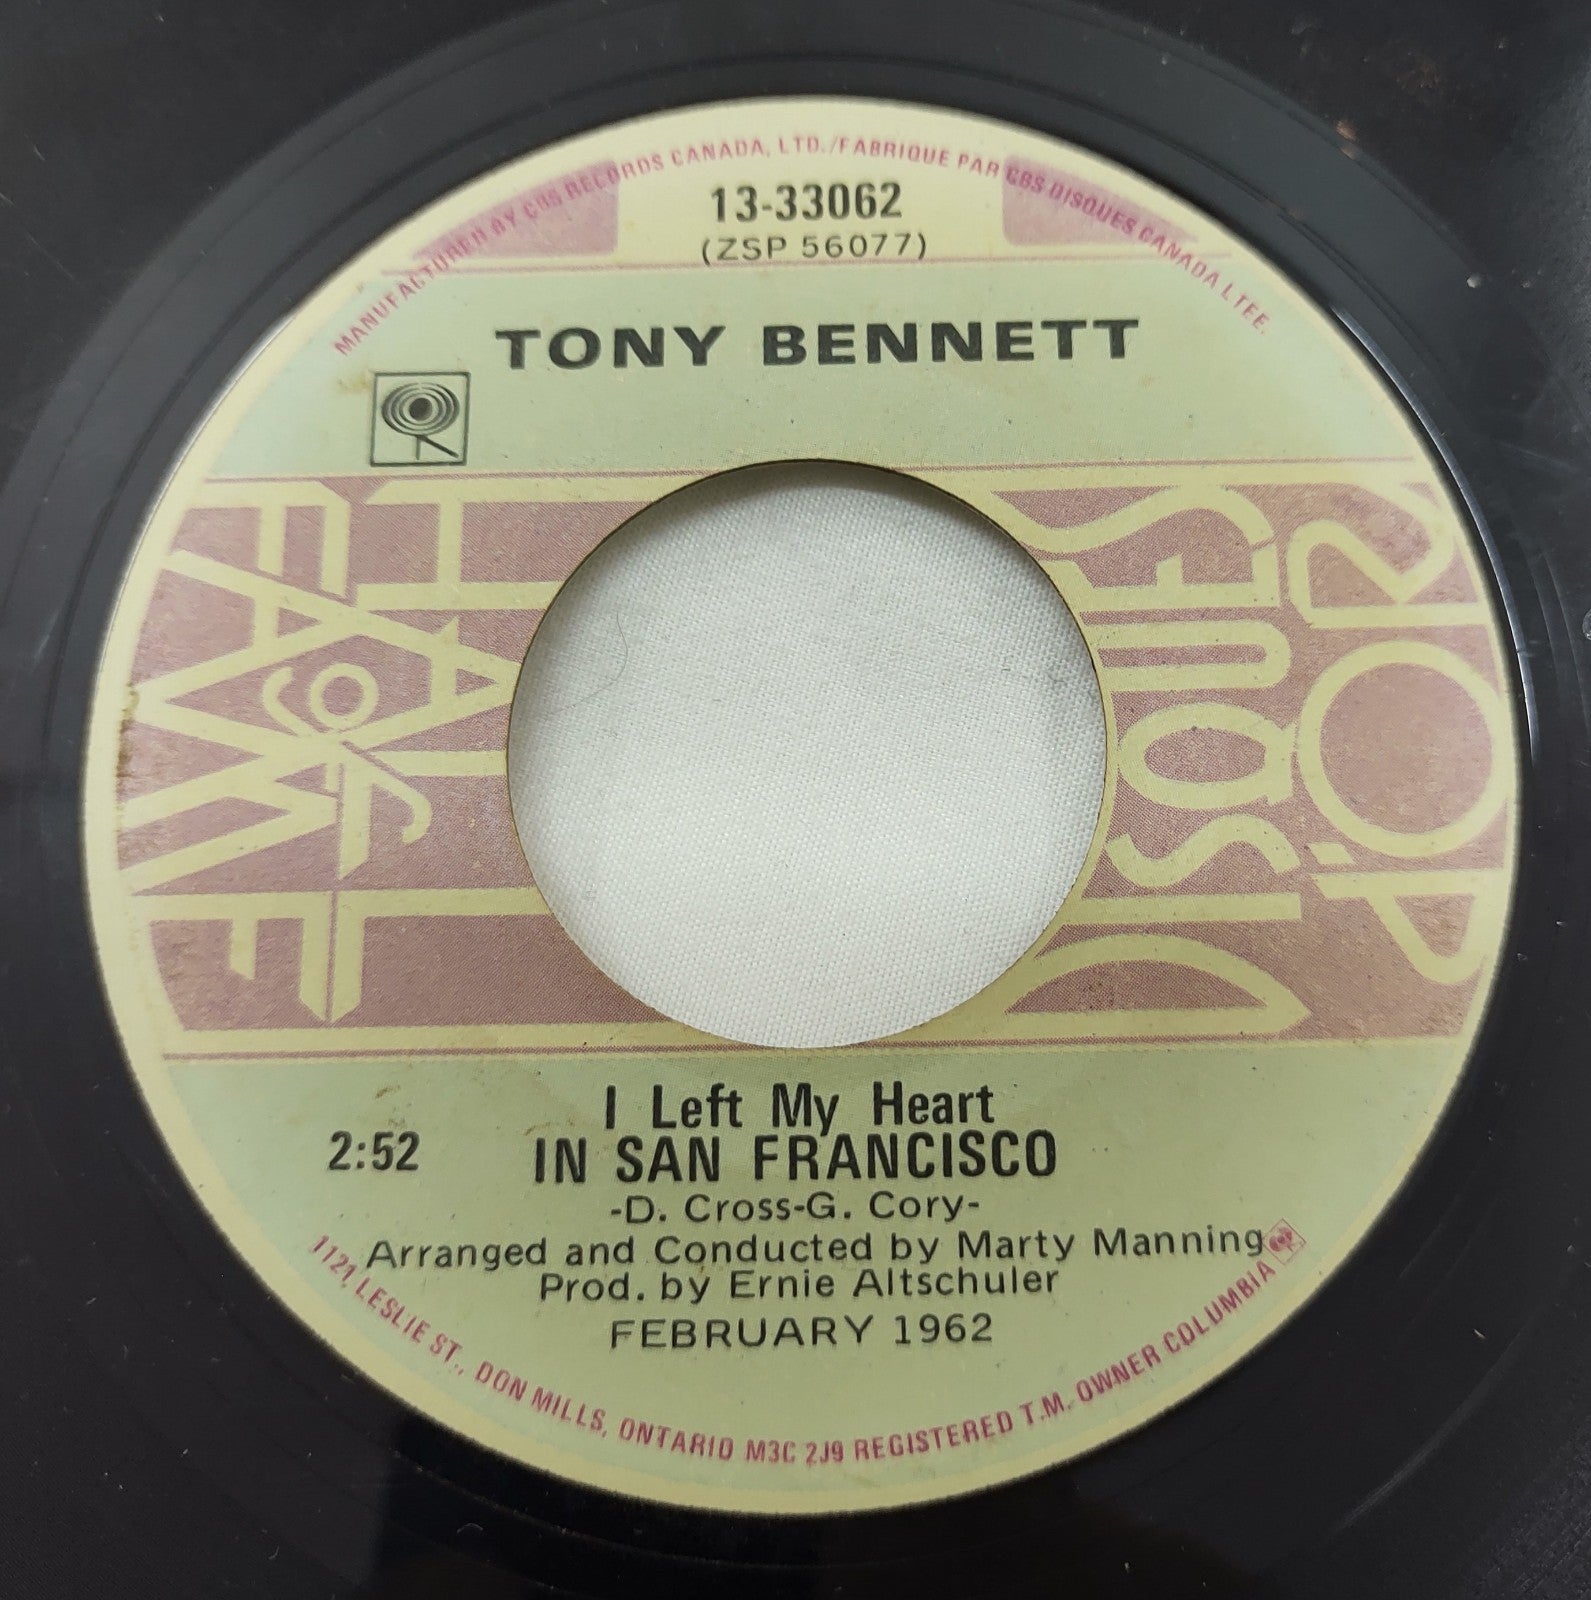 MANUFACTURED BY CBS RECORDS CANADA, LTD./FABRIQUE PAR CBS DISQUES CANADA LTEE.
13-33062
(ZSP 56077)
TONY BENNETT
HALL
OF
FAME
DISQUES
D'OR
I Left My Heart
2:52 IN SAN FRANCISCO
-D. Cross-G. Cory-
Arranged and Conducted by Marty Manning
Prod. by Ernie Altschuler
FEBRUARY 1962
1121 LESLIE ST., DON MILLS, ONTARIO M3C 2J9 REGISTERED T.M. OWNER COLUMBIA